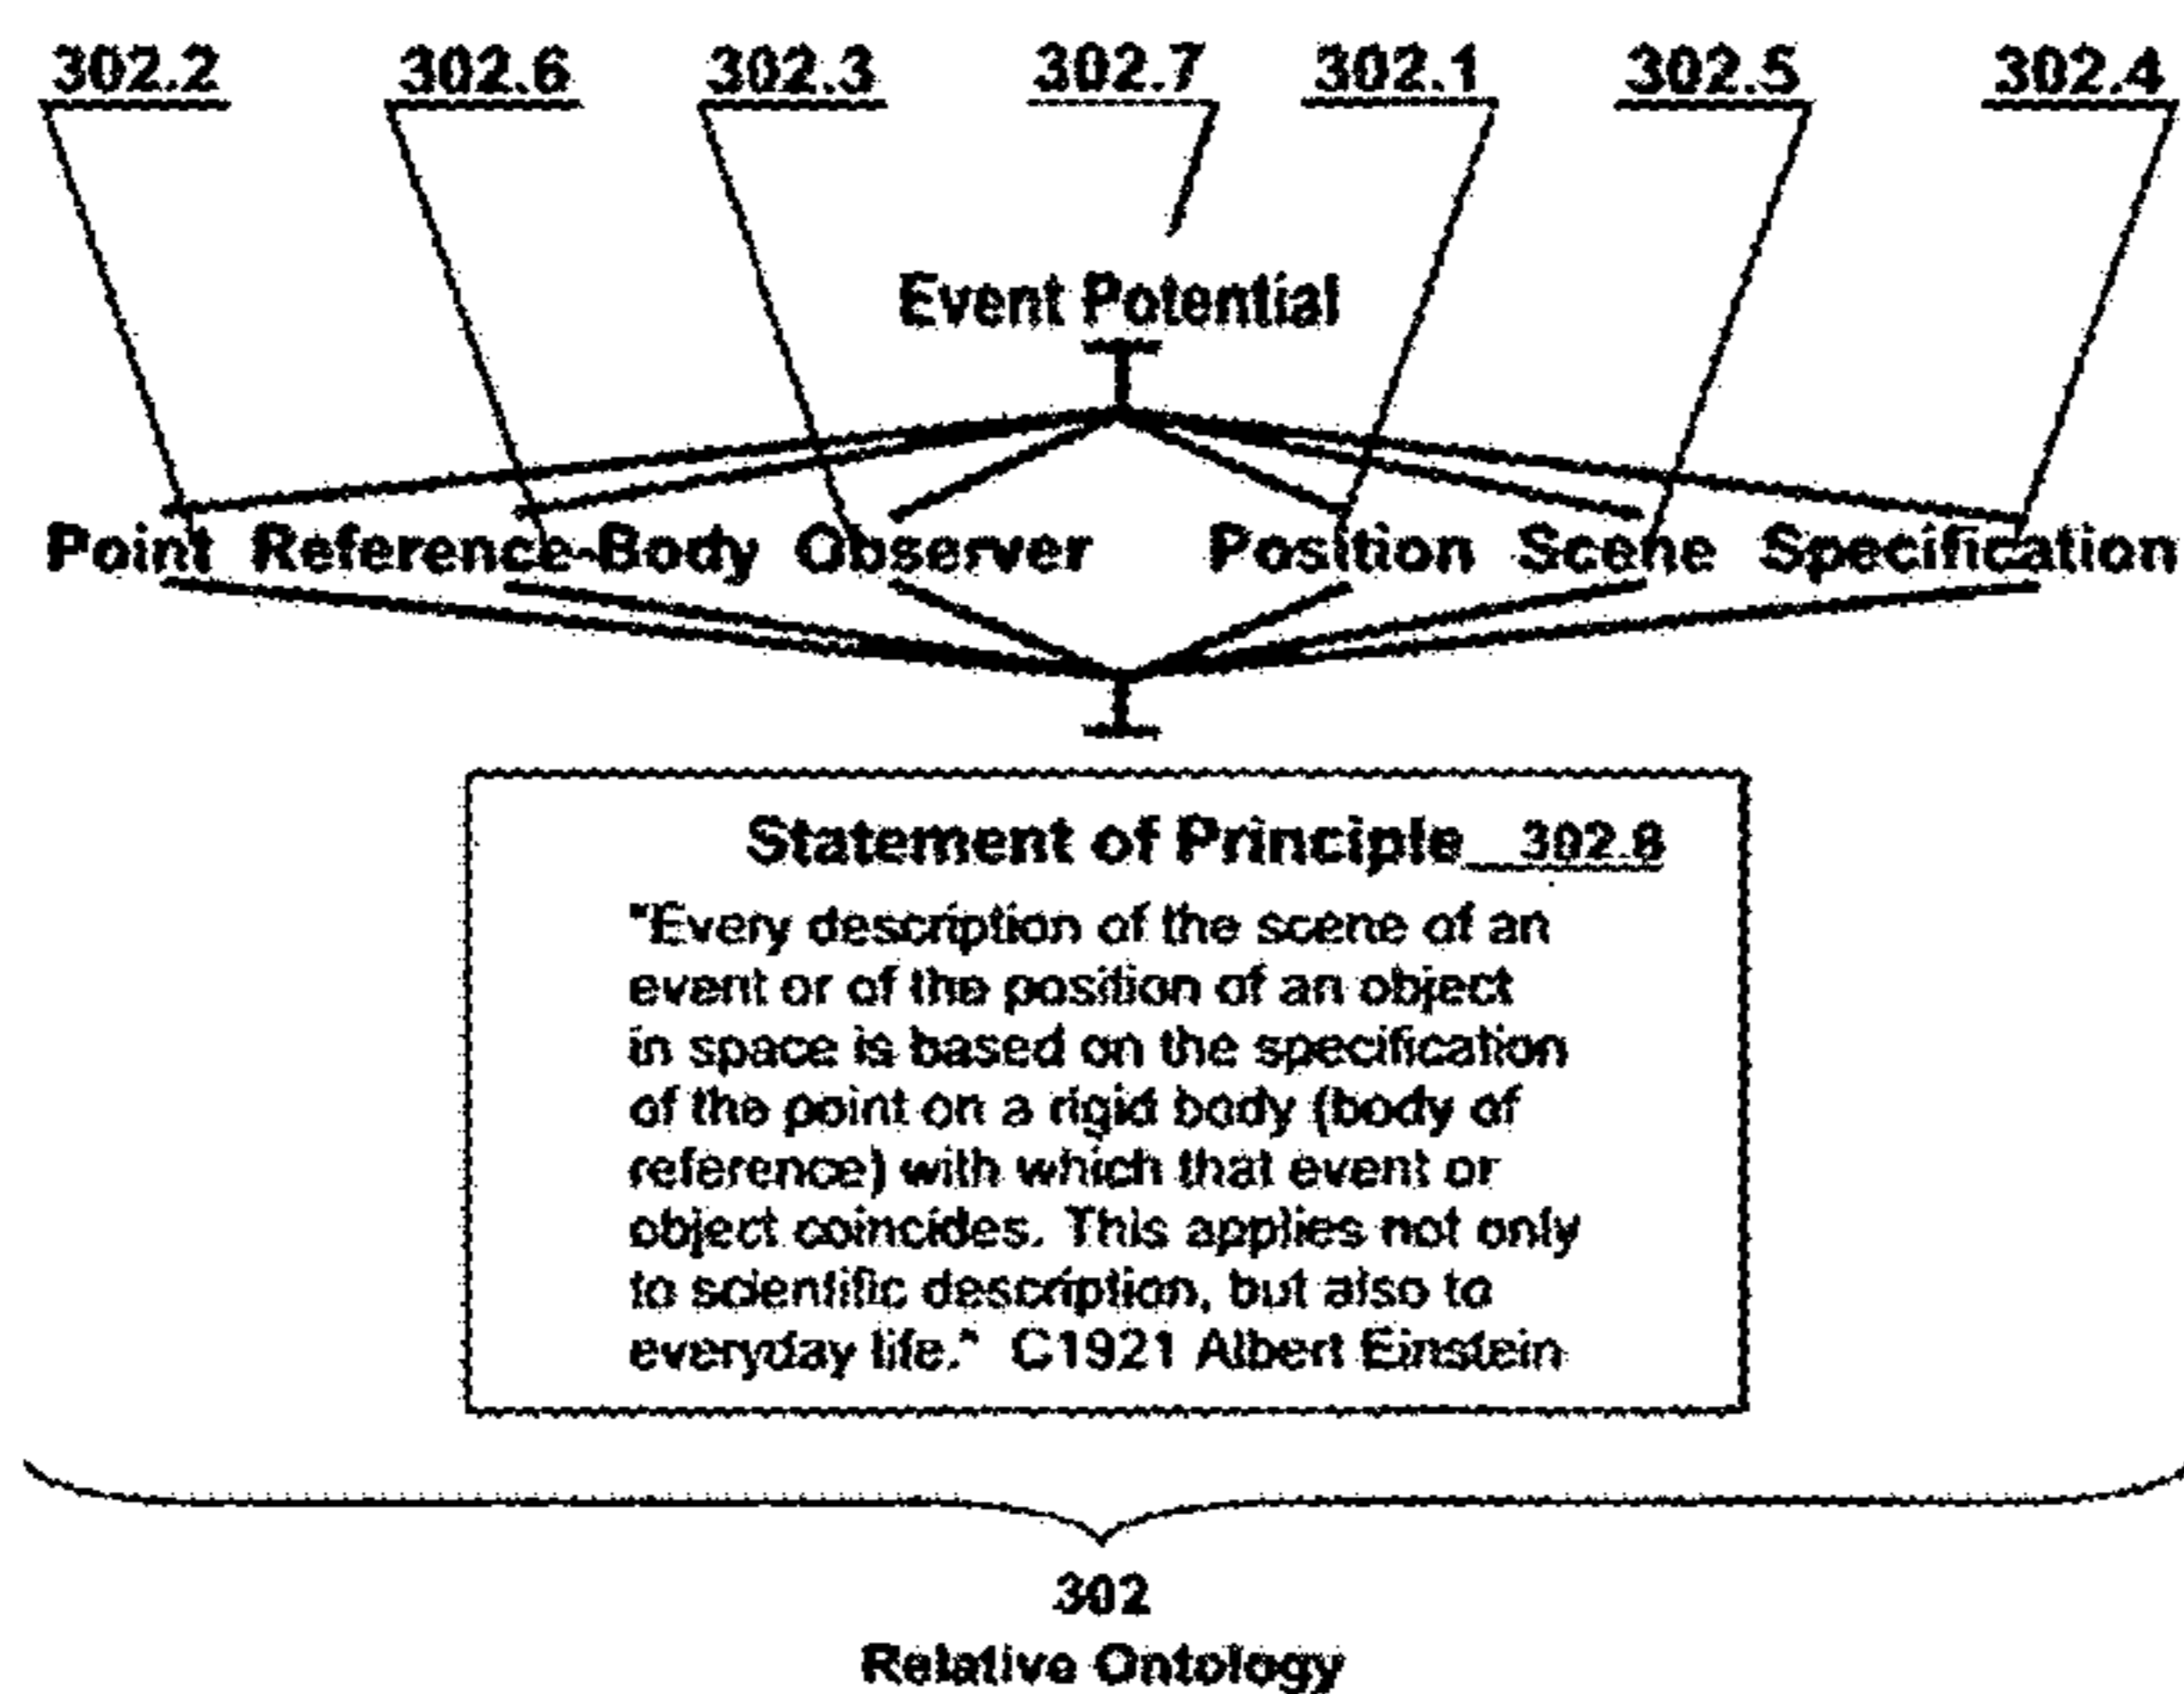 302.2 302.6 302.3 302.7 302.1 302.5 302.4
Event Potential
Point Reference-Body Observer Position Scene Specification
Statement of Principle 302.8
"Every description of the scene of an
event or of the position of an object
in space is based on the specification
of the point on a rigid body (body of
reference) with which that event or
object coincides. This applies not only
to scientific description, but also to
everyday life." C1921 Albert Einstein
302
Relative Ontology